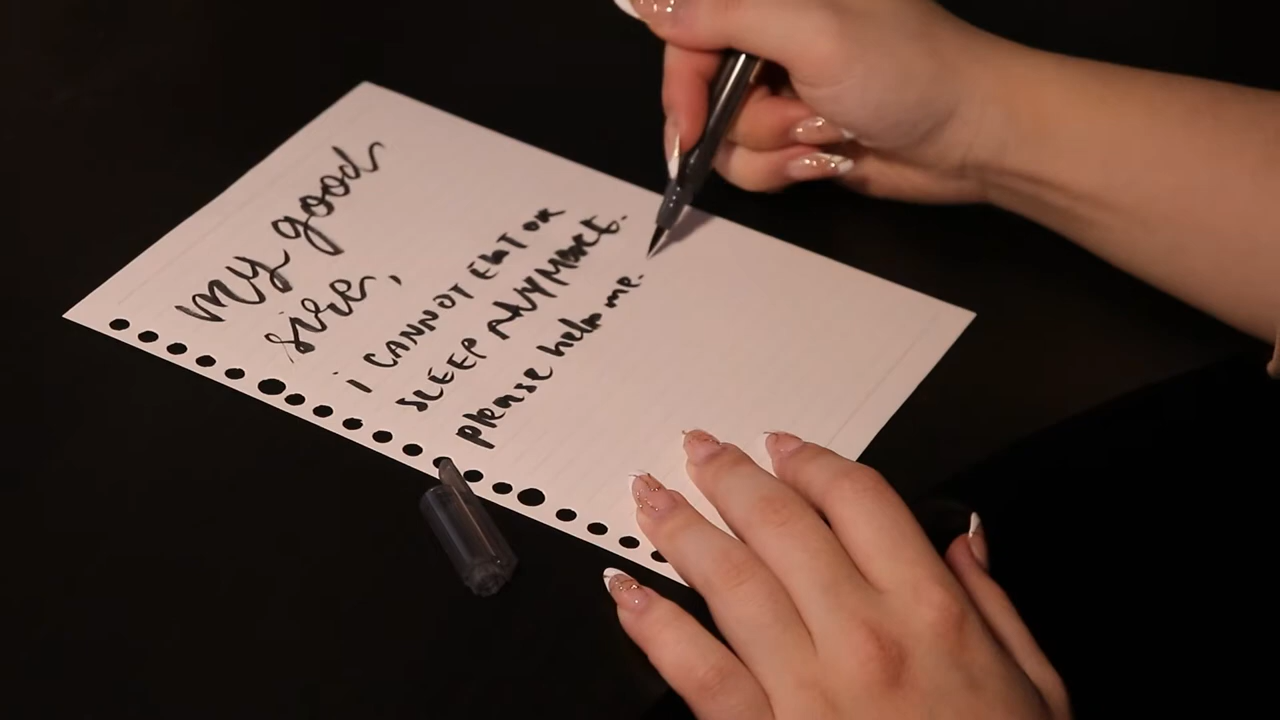 my good
sire,
i CANNOT EAT OR
SLEEP ANYMORE.
please help me.